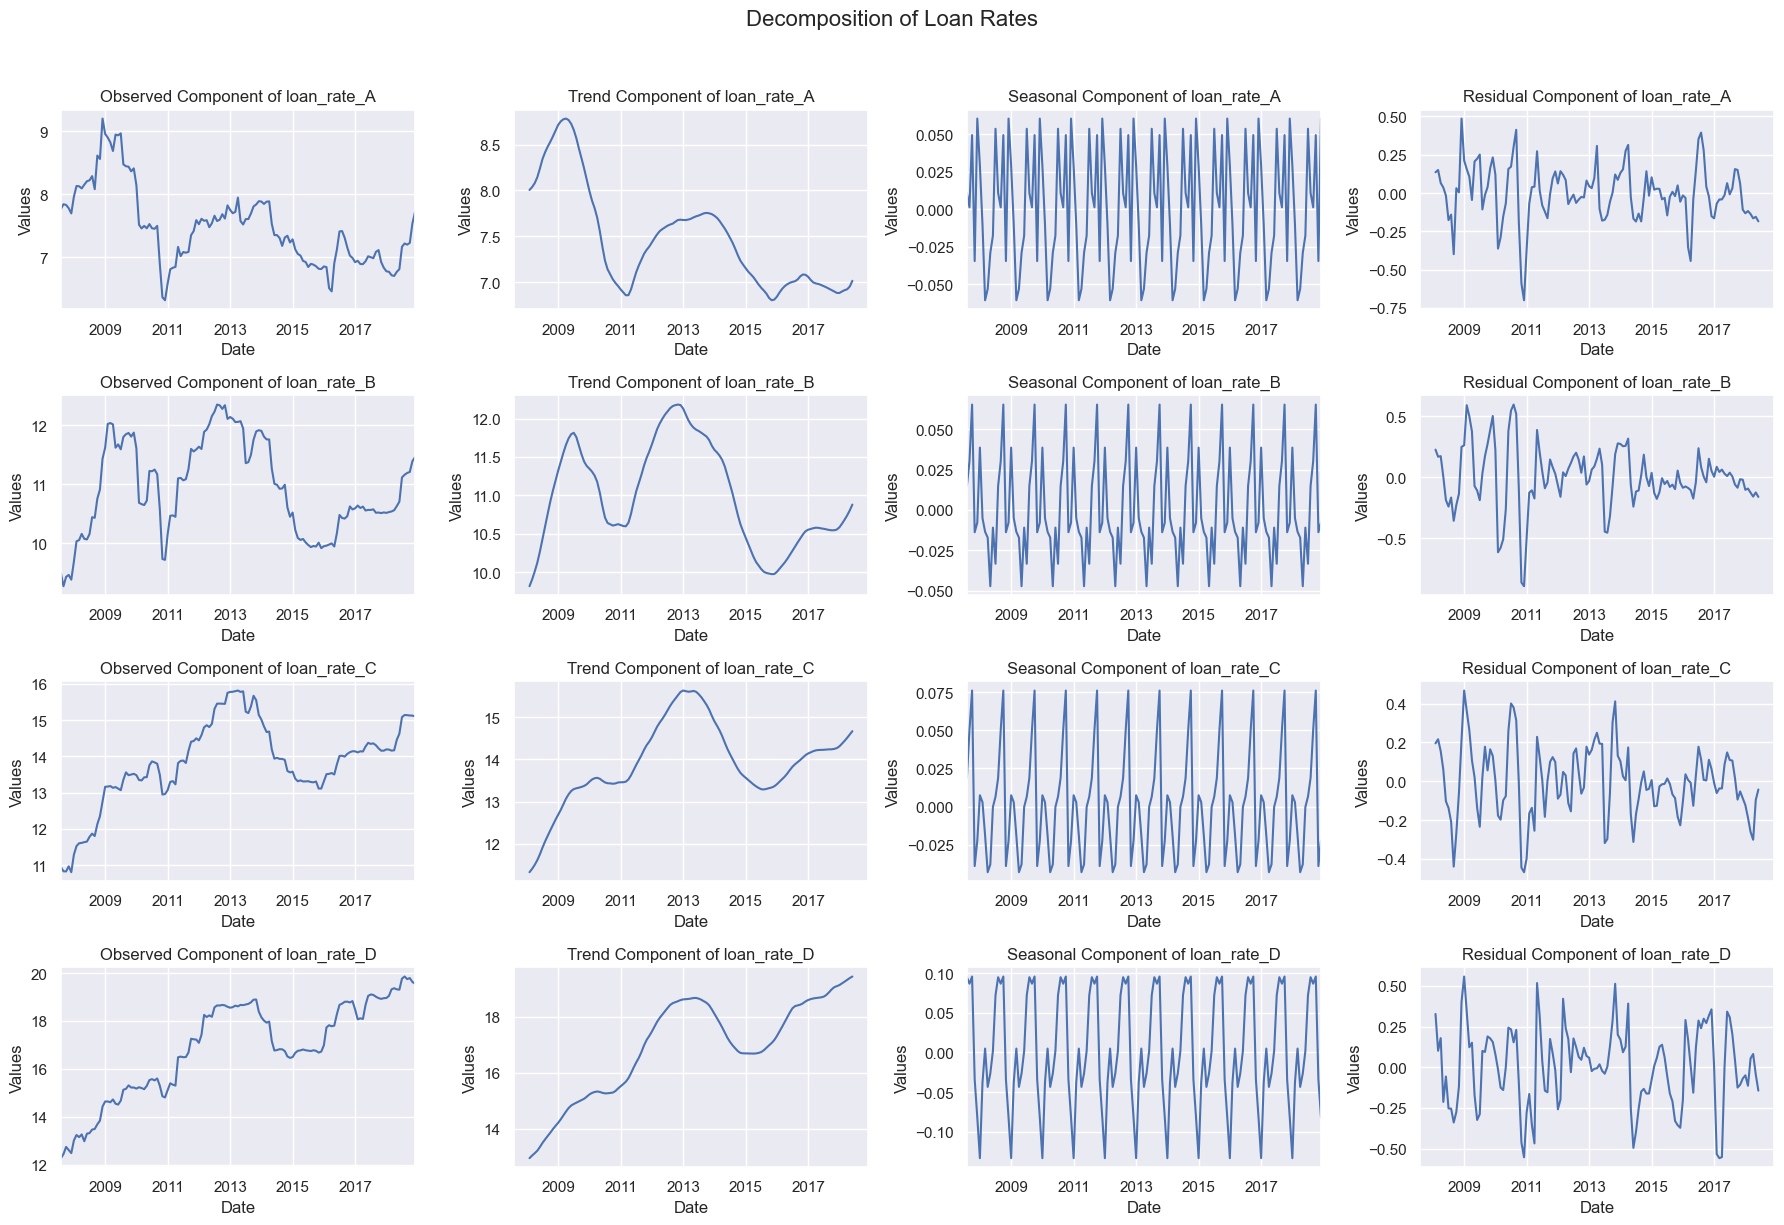 Decomposition of Loan Rates
Observed Component of loan_rate_A
Values
9
8
7
2009 2011 2013 2015 2017
Date
Trend Component of loan_rate_A
Values
8.5
8.0
7.5
7.0
2009 2011 2013 2015 2017
Date
Seasonal Component of loan_rate_A
Values
0.050
0.025
0.000
−0.025
−0.050
2009 2011 2013 2015 2017
Date
Residual Component of loan_rate_A
Values
0.50
0.25
0.00
−0.25
−0.50
−0.75
2009 2011 2013 2015 2017
Date
Observed Component of loan_rate_B
Values
12
11
10
2009 2011 2013 2015 2017
Date
Trend Component of loan_rate_B
Values
12.0
11.5
11.0
10.5
10.0
2009 2011 2013 2015 2017
Date
Seasonal Component of loan_rate_B
Values
0.050
0.025
0.000
−0.025
−0.050
2009 2011 2013 2015 2017
Date
Residual Component of loan_rate_B
Values
0.5
0.0
−0.5
2009 2011 2013 2015 2017
Date
Observed Component of loan_rate_C
Values
16
15
14
13
12
11
2009 2011 2013 2015 2017
Date
Trend Component of loan_rate_C
Values
15
14
13
12
2009 2011 2013 2015 2017
Date
Seasonal Component of loan_rate_C
Values
0.075
0.050
0.025
0.000
−0.025
2009 2011 2013 2015 2017
Date
Residual Component of loan_rate_C
Values
0.4
0.2
0.0
−0.2
−0.4
2009 2011 2013 2015 2017
Date
Observed Component of loan_rate_D
Values
20
18
16
14
12
2009 2011 2013 2015 2017
Date
Trend Component of loan_rate_D
Values
18
16
14
2009 2011 2013 2015 2017
Date
Seasonal Component of loan_rate_D
Values
0.10
0.05
0.00
−0.05
−0.10
2009 2011 2013 2015 2017
Date
Residual Component of loan_rate_D
Values
0.50
0.25
0.00
−0.25
−0.50
2009 2011 2013 2015 2017
Date